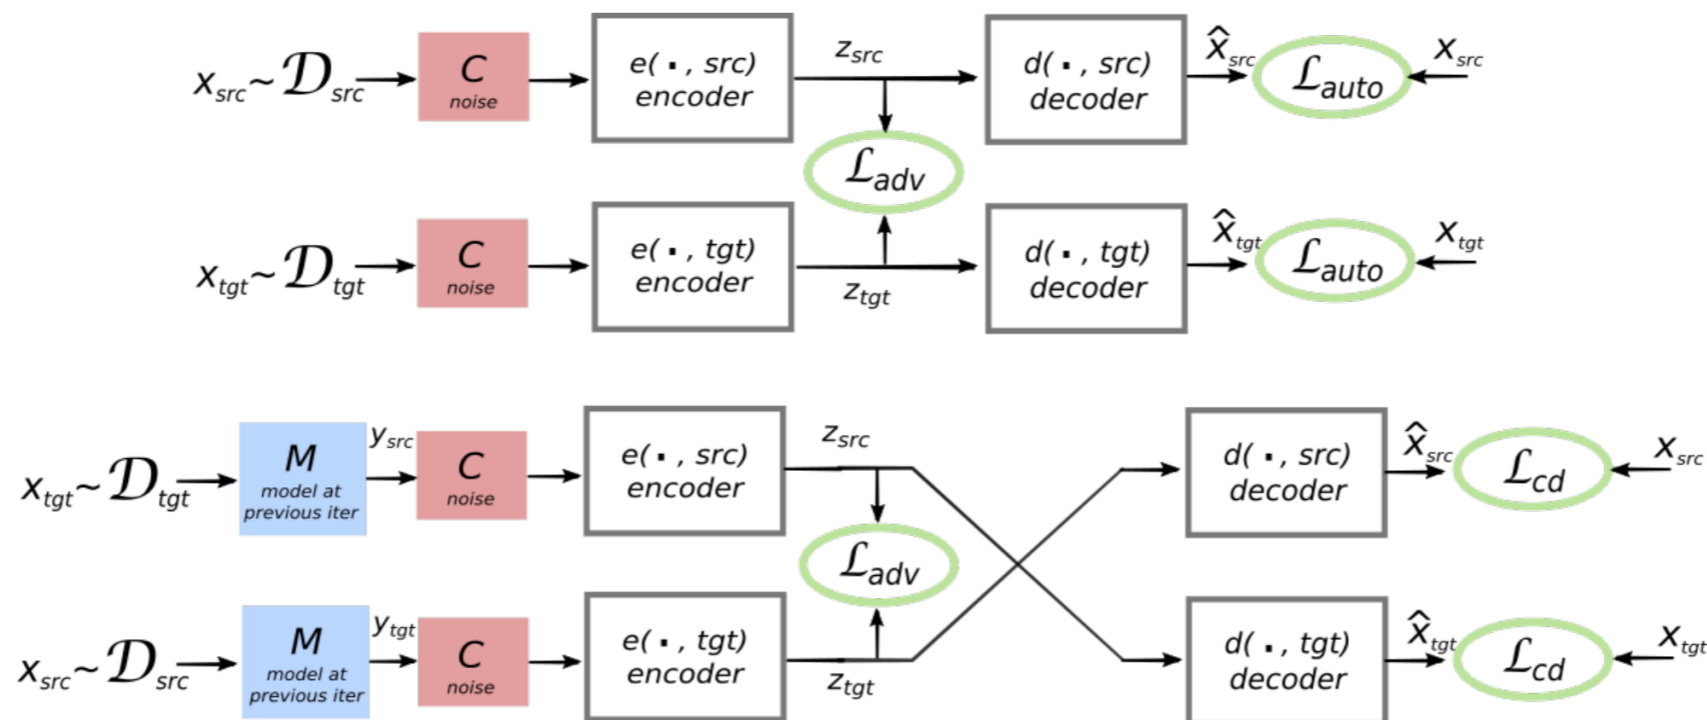 x_src ~ 𝒟_src
C
noise
e(·, src)
encoder
z_src
d(·, src)
decoder
x̂_src
ℒ_auto
x_src
ℒ_adv
x_tgt ~ 𝒟_tgt
C
noise
e(·, tgt)
encoder
z_tgt
d(·, tgt)
decoder
x̂_tgt
ℒ_auto
x_tgt
x_tgt ~ 𝒟_tgt
M
model at
previous iter
y_src
C
noise
e(·, src)
encoder
z_src
d(·, src)
decoder
x̂_src
ℒ_cd
x_src
ℒ_adv
x_src ~ 𝒟_src
M
model at
previous iter
y_tgt
C
noise
e(·, tgt)
encoder
z_tgt
d(·, tgt)
decoder
x̂_tgt
ℒ_cd
x_tgt